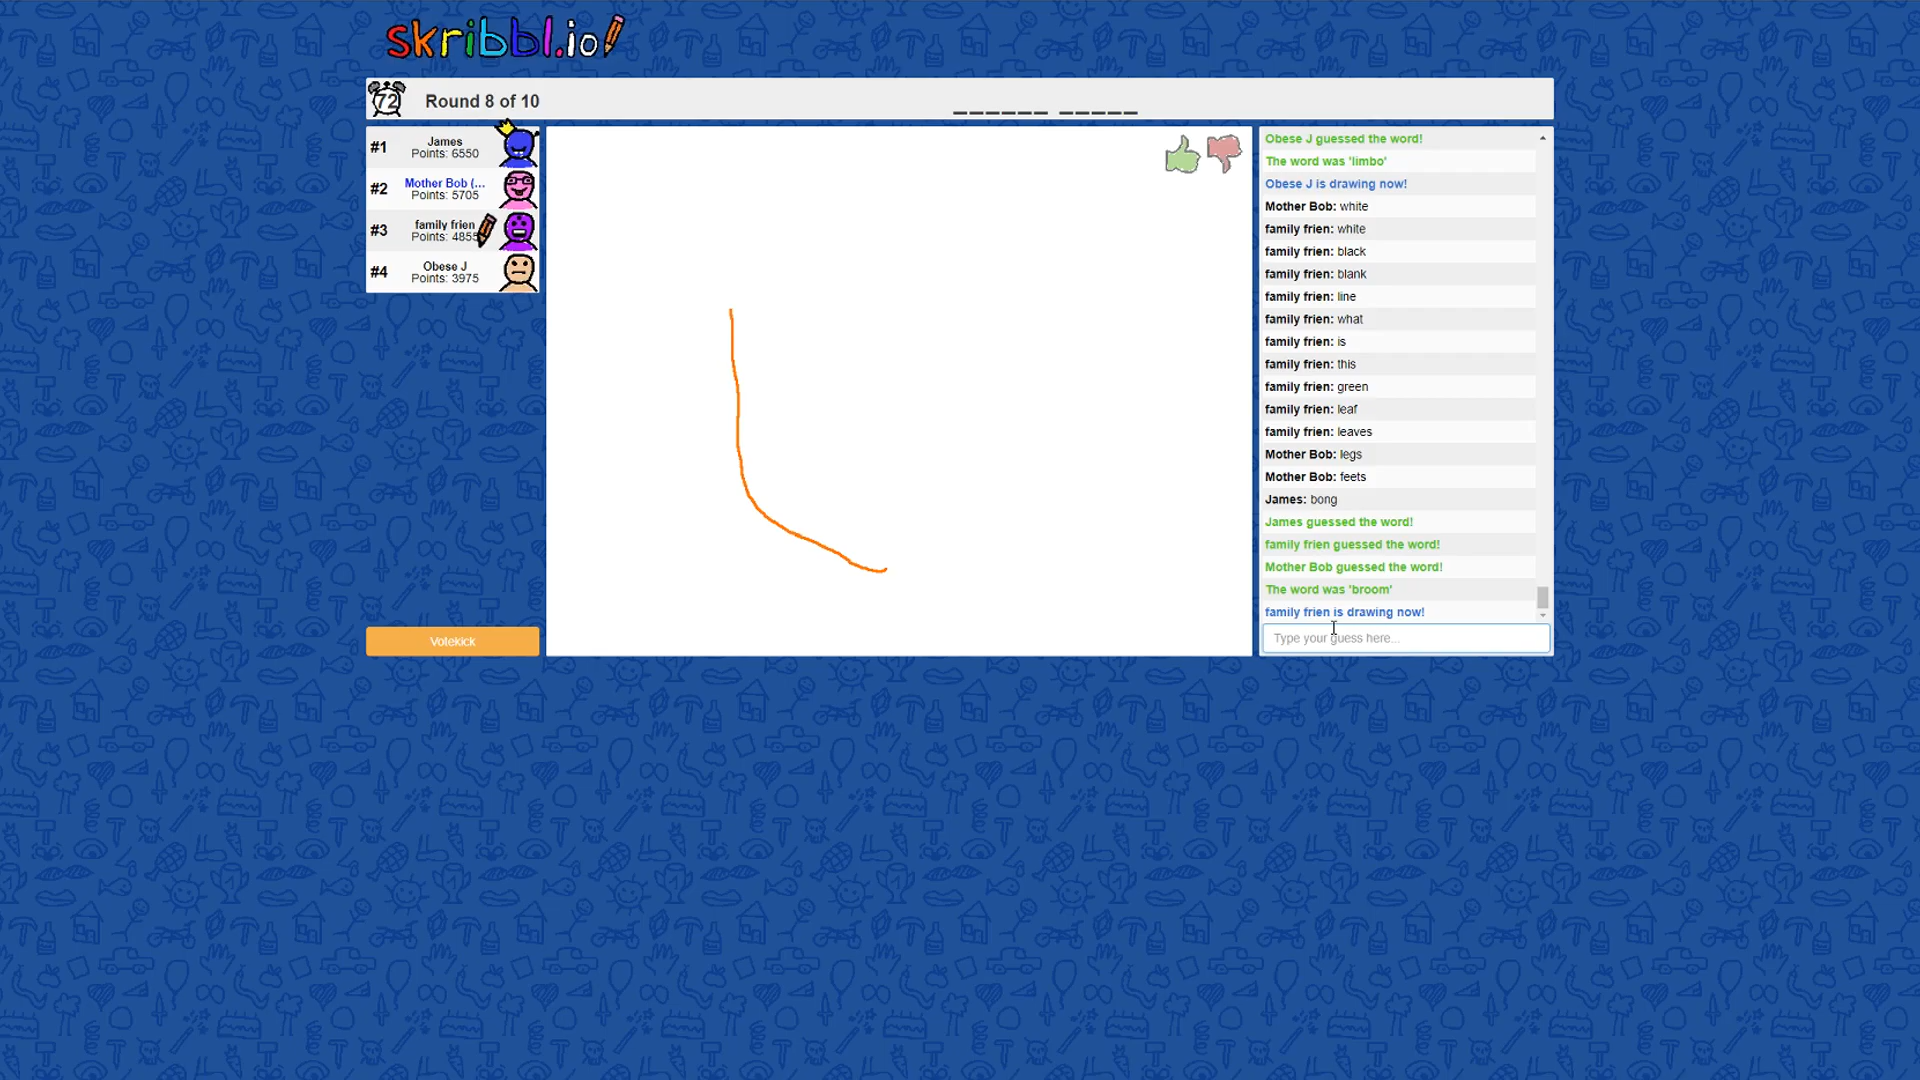 skribbl.io
72
Round 8 of 10
______ _____
#1
James
Points: 6550
#2
Mother Bob (...
Points: 5705
#3
family frien
Points: 4855
#4
Obese J
Points: 3975
Votekick
Obese J guessed the word!
The word was 'limbo'
Obese J is drawing now!
Mother Bob: white
family frien: white
family frien: black
family frien: blank
family frien: line
family frien: what
family frien: is
family frien: this
family frien: green
family frien: leaf
family frien: leaves
Mother Bob: legs
Mother Bob: feets
James: bong
James guessed the word!
family frien guessed the word!
Mother Bob guessed the word!
The word was 'broom'
family frien is drawing now!
Type your guess here...